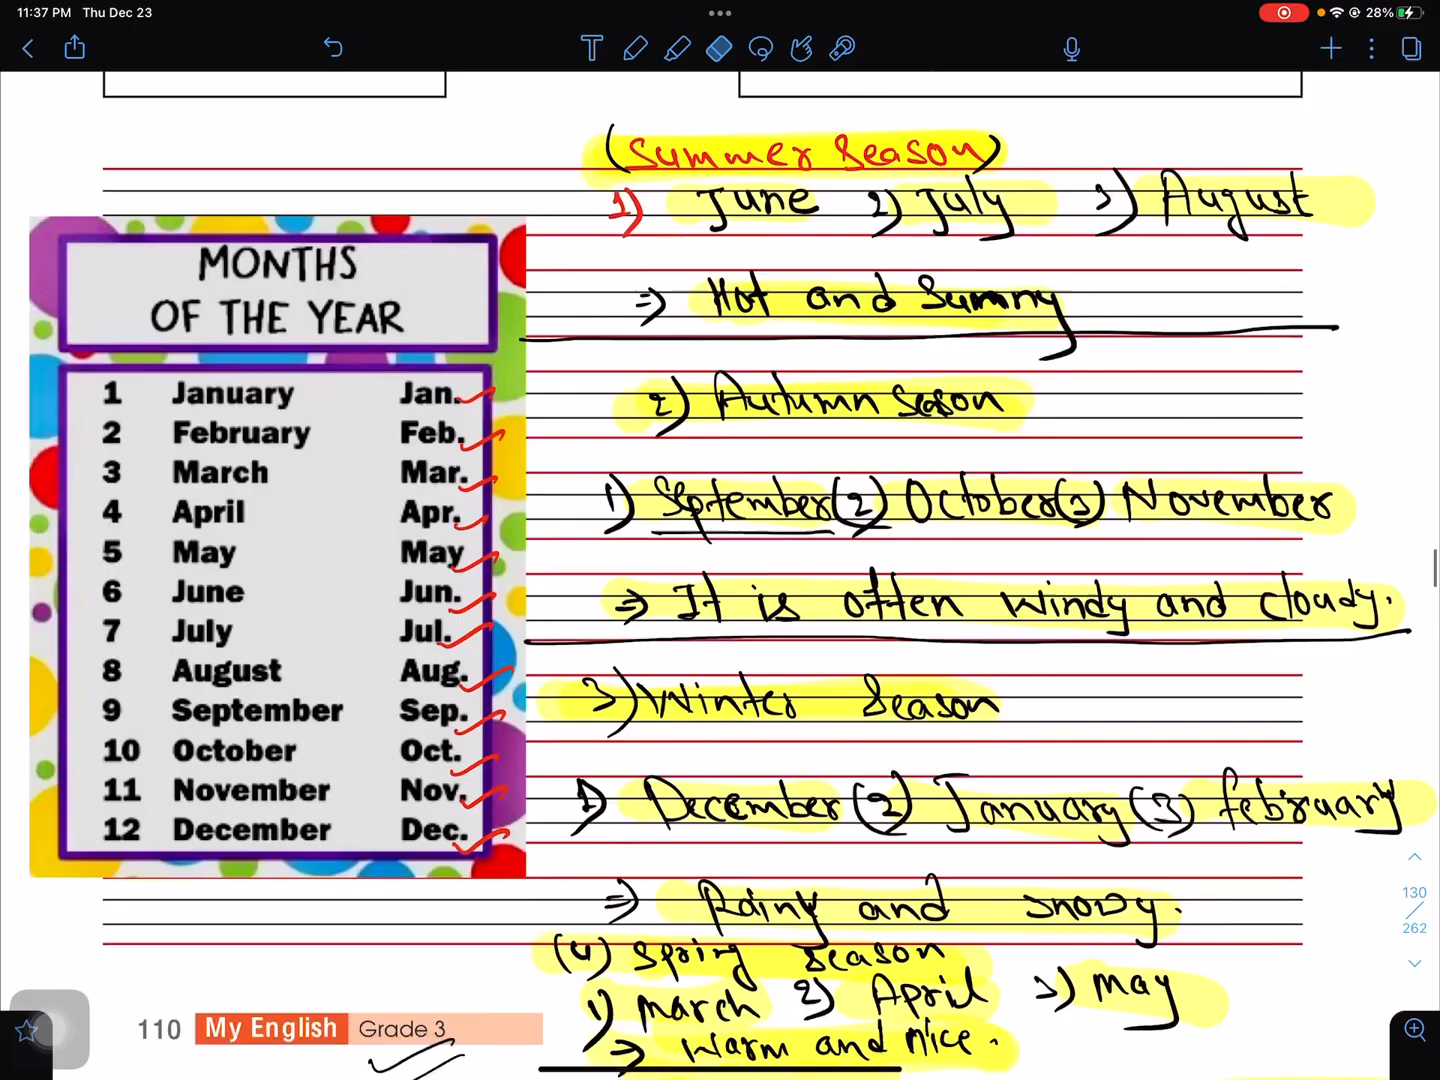 11:37 PM Thu Dec 23
28%
(Summer Season)
1) June 2) July 3) August
MONTHS
OF THE YEAR
⇒ Hot and Sunny
1 January Jan.
2 February Feb.
3 March Mar.
4 April Apr.
5 May May
6 June Jun.
7 July Jul.
8 August Aug.
9 September Sep.
10 October Oct.
11 November Nov.
12 December Dec.
2) Autumn season
1) September (2) October (3) November
⇒ It is often windy and cloudy.
3) Winter Season
1) December (2) January (3) february
⇒ Rainy and snowy.
(4) Spring season
1) March 2) April 3) may
⇒ Warm and nice.
110 My English Grade 3
130
262